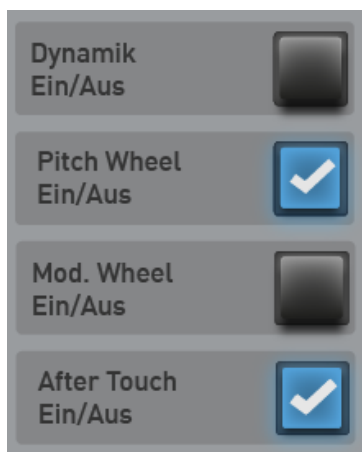 Dynamik
Ein/Aus
Pitch Wheel
Ein/Aus
Mod. Wheel
Ein/Aus
After Touch
Ein/Aus